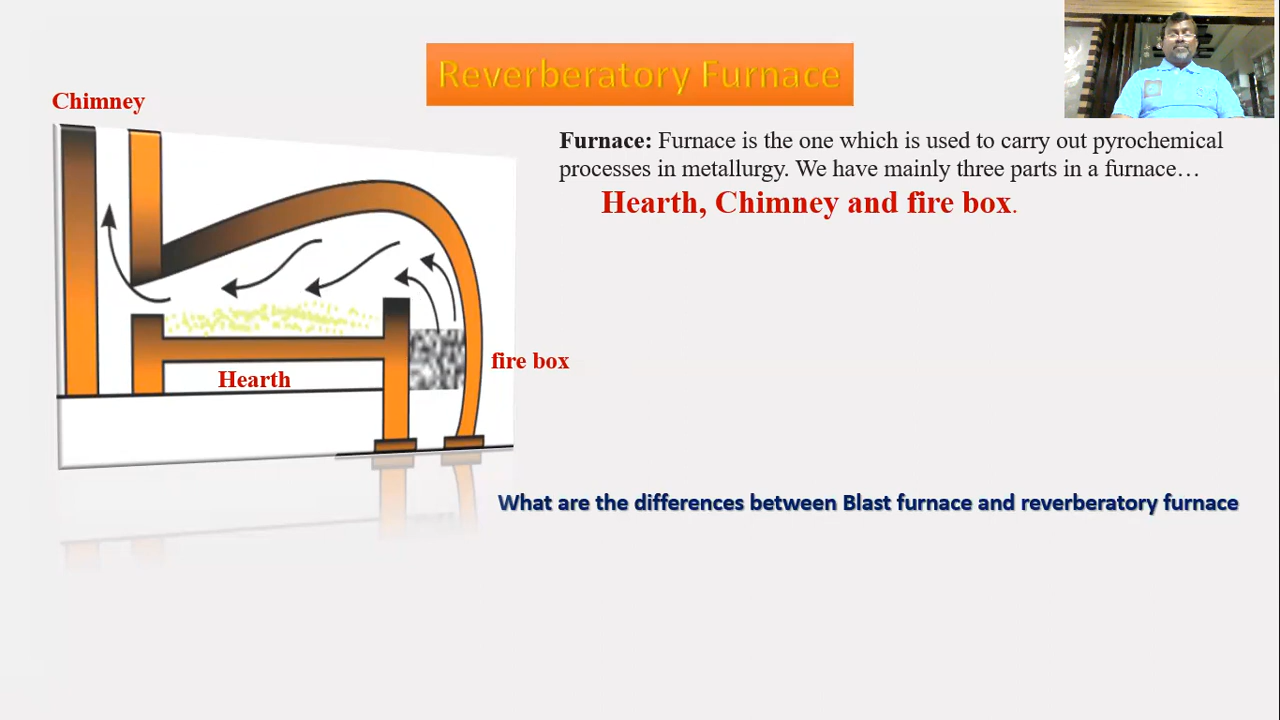 Reverberatory Furnace
Chimney
Furnace: Furnace is the one which is used to carry out pyrochemical
processes in metallurgy. We have mainly three parts in a furnace…
Hearth, Chimney and fire box.
fire box
Hearth
What are the differences between Blast furnace and reverberatory furnace